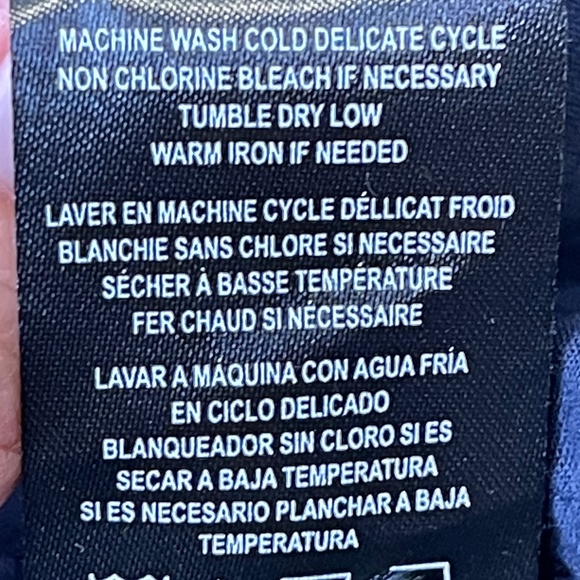 MACHINE WASH COLD DELICATE CYCLE
NON CHLORINE BLEACH IF NECESSARY
TUMBLE DRY LOW
WARM IRON IF NEEDED
LAVER EN MACHINE CYCLE DÉLLICAT FROID
BLANCHIE SANS CHLORE SI NECESSAIRE
SÉCHER À BASSE TEMPÉRATURE
FER CHAUD SI NÉCESSAIRE
LAVAR A MÁQUINA CON AGUA FRÍA
EN CICLO DELICADO
BLANQUEADOR SIN CLORO SI ES
SECAR A BAJA TEMPERATURA
SI ES NECESARIO PLANCHAR A BAJA
TEMPERATURA